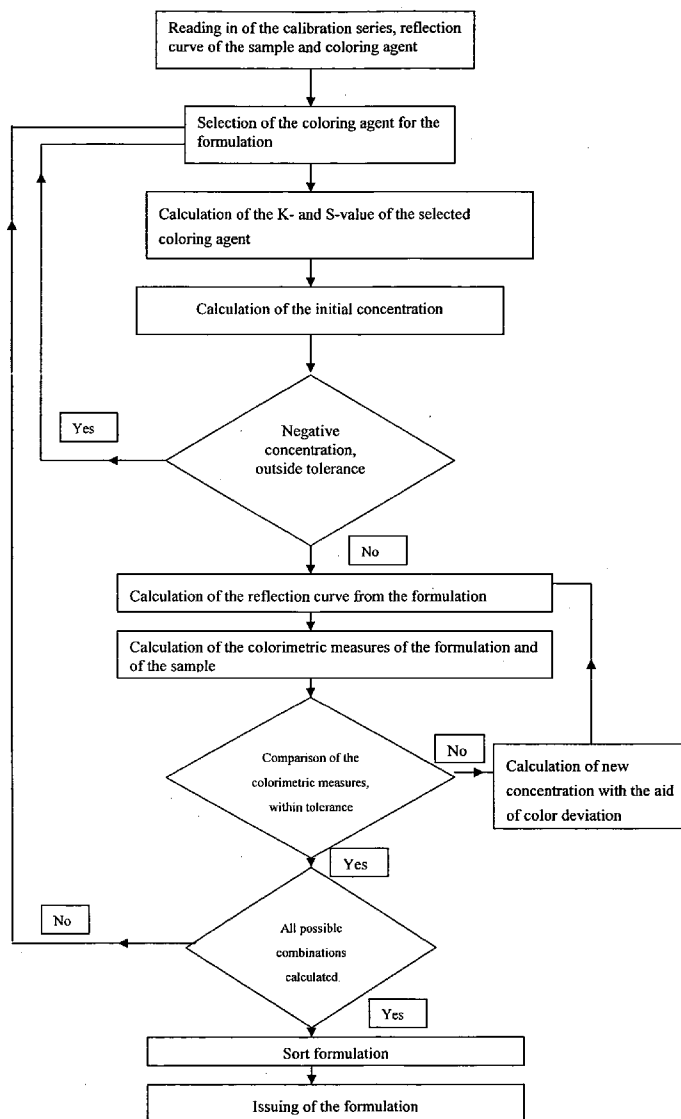 Reading in of the calibration series, reflection
curve of the sample and coloring agent
Selection of the coloring agent for the
formulation
Calculation of the K- and S-value of the selected
coloring agent
Calculation of the initial concentration
Yes
Negative
concentration,
outside tolerance
No
Calculation of the reflection curve from the formulation
Calculation of the colorimetric measures of the formulation and
of the sample
Comparison of the
colorimetric measures,
within tolerance
No
Calculation of new
concentration with the aid
of color deviation
Yes
No
All possible
combinations
calculated.
Yes
Sort formulation
Issuing of the formulation